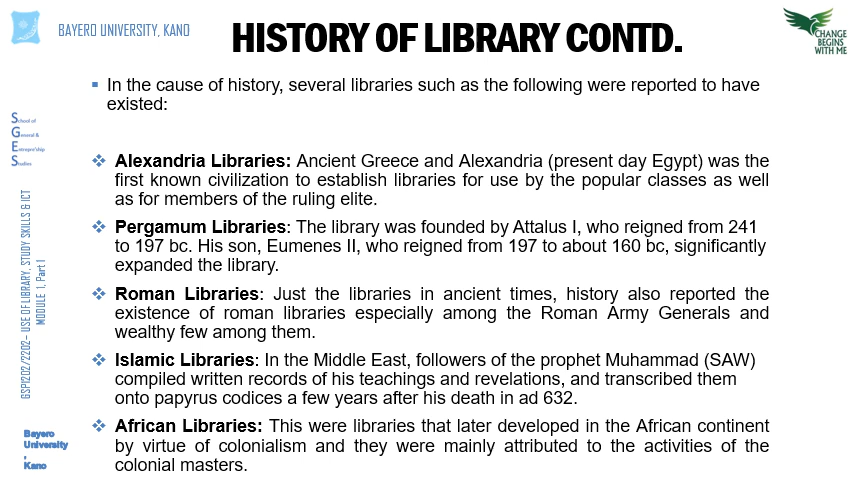 BAYERO UNIVERSITY, KANO
HISTORY OF LIBRARY CONTD.
CHANGE
BEGINS
WITH ME
In the cause of history, several libraries such as the following were reported to have
existed:
School of
General &
Entreprn'ship
Studies
Alexandria Libraries: Ancient Greece and Alexandria (present day Egypt) was the
first known civilization to establish libraries for use by the popular classes as well
as for members of the ruling elite.
Pergamum Libraries: The library was founded by Attalus I, who reigned from 241
to 197 bc. His son, Eumenes II, who reigned from 197 to about 160 bc, significantly
expanded the library.
Roman Libraries: Just the libraries in ancient times, history also reported the
existence of roman libraries especially among the Roman Army Generals and
wealthy few among them.
Islamic Libraries: In the Middle East, followers of the prophet Muhammad (SAW)
compiled written records of his teachings and revelations, and transcribed them
onto papyrus codices a few years after his death in ad 632.
African Libraries: This were libraries that later developed in the African continent
by virtue of colonialism and they were mainly attributed to the activities of the
colonial masters.
GSP1202/2202– USE OF LIBRARY, STUDY SKILLS & ICT
MODULE 1, Part I
Bayero
University
,
Kano